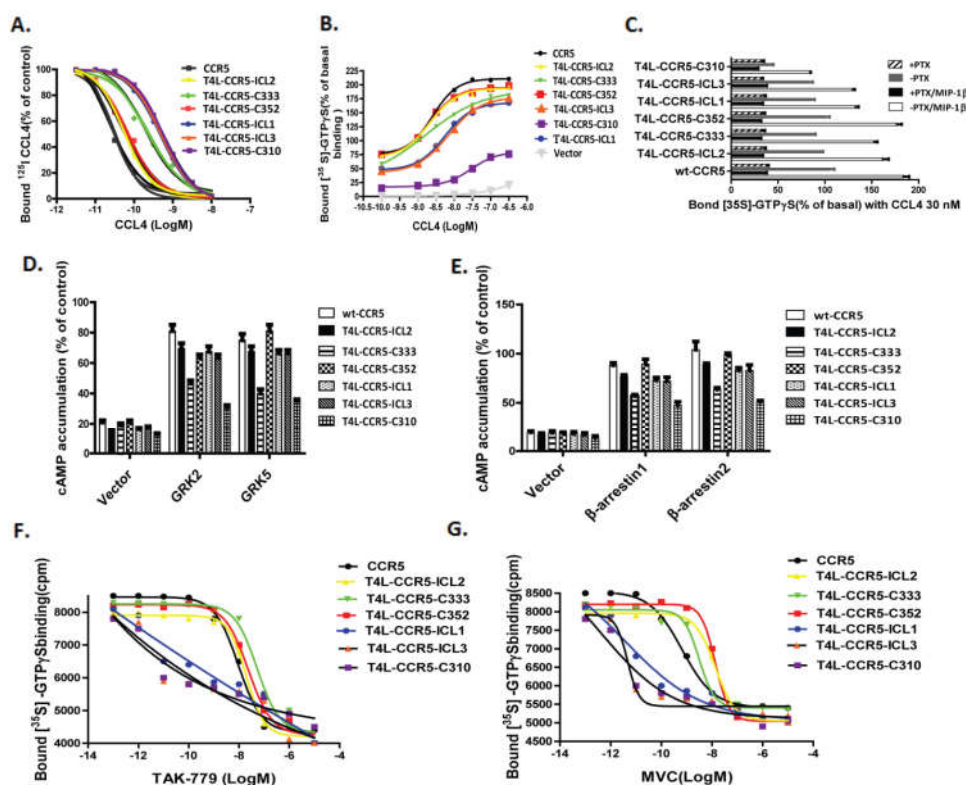 A.
Bound ¹²⁵I CCL4(% of control)
100
80
60
40
20
0
-12 -11 -10 -9 -8 -7
CCL4 (LogM)
CCR5
T4L-CCR5-ICL2
T4L-CCR5-C333
T4L-CCR5-C352
T4L-CCR5-ICL1
T4L-CCR5-ICL3
T4L-CCR5-C310
B.
Bound [³⁵S]-GTPγS(% of basal binding)
225
200
175
150
125
100
75
50
25
0
-10.5 -10.0 -9.5 -9.0 -8.5 -8.0 -7.5 -7.0 -6.5 -6.0
CCL4 (LogM)
CCR5
T4L-CCR5-ICL2
T4L-CCR5-C333
T4L-CCR5-C352
T4L-CCR5-ICL3
T4L-CCR5-C310
T4L-CCR5-ICL1
Vector
C.
T4L-CCR5-C310
T4L-CCR5-ICL3
T4L-CCR5-ICL1
T4L-CCR5-C352
T4L-CCR5-C333
T4L-CCR5-ICL2
wt-CCR5
0 50 100 150 200
Bond [35S]-GTPγS(% of basal) with CCL4 30 nM
+PTX
-PTX
+PTX/MIP-1β
-PTX/MIP-1β
D.
cAMP accumulation (% of control)
100
80
60
40
20
0
Vector
GRK2
GRK5
wt-CCR5
T4L-CCR5-ICL2
T4L-CCR5-C333
T4L-CCR5-C352
T4L-CCR5-ICL1
T4L-CCR5-ICL3
T4L-CCR5-C310
E.
cAMP accumulation (% of control)
150
100
50
0
Vector
β-arrestin1
β-arrestin2
wt-CCR5
T4L-CCR5-ICL2
T4L-CCR5-C333
T4L-CCR5-C352
T4L-CCR5-ICL1
T4L-CCR5-ICL3
T4L-CCR5-C310
F.
Bound [³⁵S]-GTPγSbinding(cpm)
8000
7000
6000
5000
4000
-14 -12 -10 -8 -6 -4
TAK-779 (LogM)
CCR5
T4L-CCR5-ICL2
T4L-CCR5-C333
T4L-CCR5-C352
T4L-CCR5-ICL1
T4L-CCR5-ICL3
T4L-CCR5-C310
G.
Bound [³⁵S]-GTPγSbinding(cpm)
8500
8000
7500
7000
6500
6000
5500
5000
4500
-14 -12 -10 -8 -6 -4
MVC(LogM)
CCR5
T4L-CCR5-ICL2
T4L-CCR5-C333
T4L-CCR5-C352
T4L-CCR5-ICL1
T4L-CCR5-ICL3
T4L-CCR5-C310